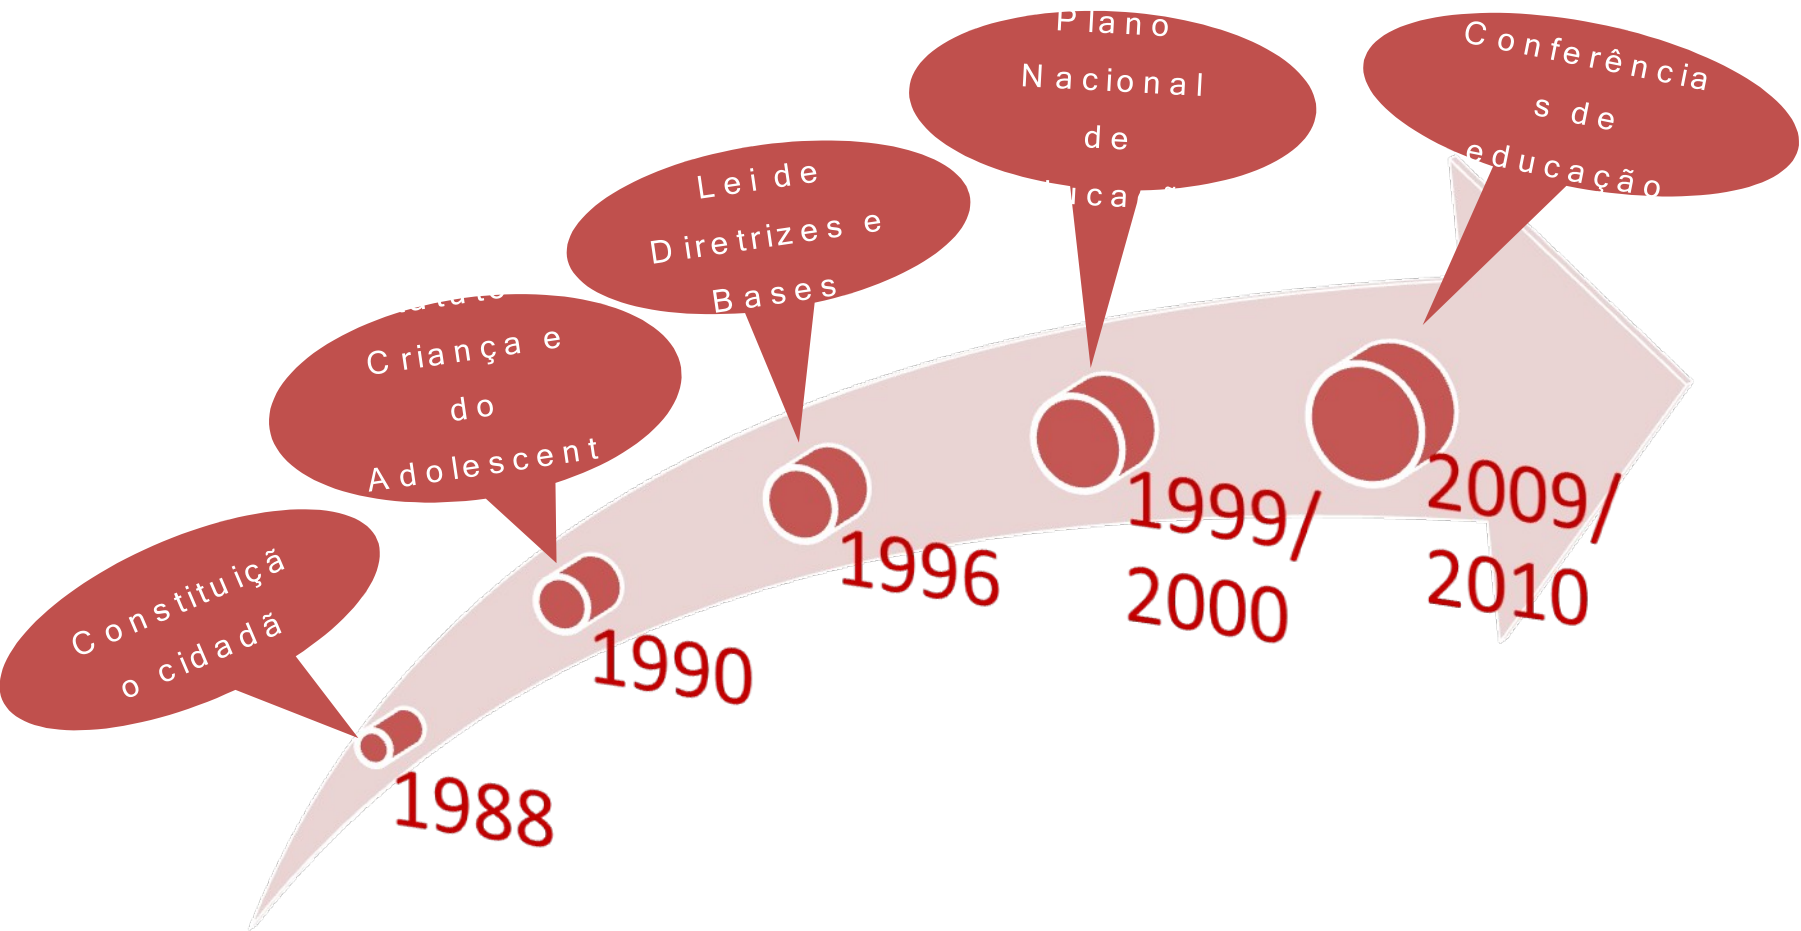 Constituiçã
o cidadã
1988
Criança e
do
Adolescent
1990
Lei de
Diretrizes e
Bases
1996
Plano
Nacional
de
1999/
2000
Conferência
s de
educação
2009/
2010